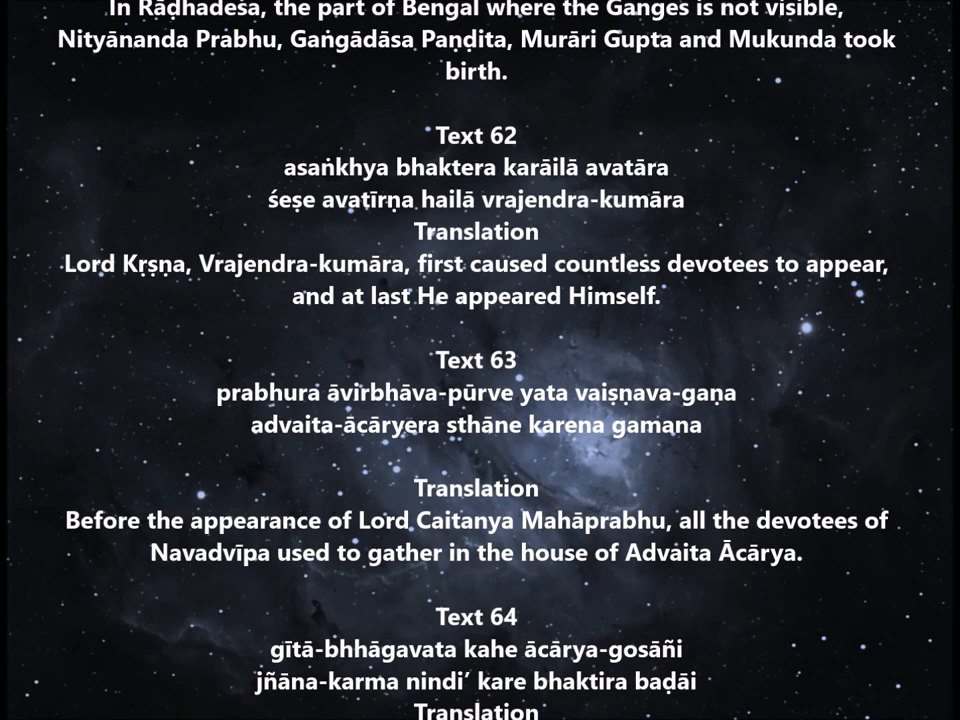 In Rāḍhadeśa, the part of Bengal where the Ganges is not visible,
Nityānanda Prabhu, Gaṅgādāsa Paṇḍita, Murāri Gupta and Mukunda took
birth.
Text 62
asaṅkhya bhaktera karāilā avatāra
śeṣe avatīrṇa hailā vrajendra-kumāra
Translation
Lord Kṛṣṇa, Vrajendra-kumāra, first caused countless devotees to appear,
and at last He appeared Himself.
Text 63
prabhura āvirbhāva-pūrve yata vaiṣṇava-gaṇa
advaita-ācāryera sthāne karena gamana
Translation
Before the appearance of Lord Caitanya Mahāprabhu, all the devotees of
Navadvīpa used to gather in the house of Advaita Ācārya.
Text 64
gītā-bhhāgavata kahe ācārya-gosāñi
jñāna-karma nindi’ kare bhaktira baḍāi
Translation